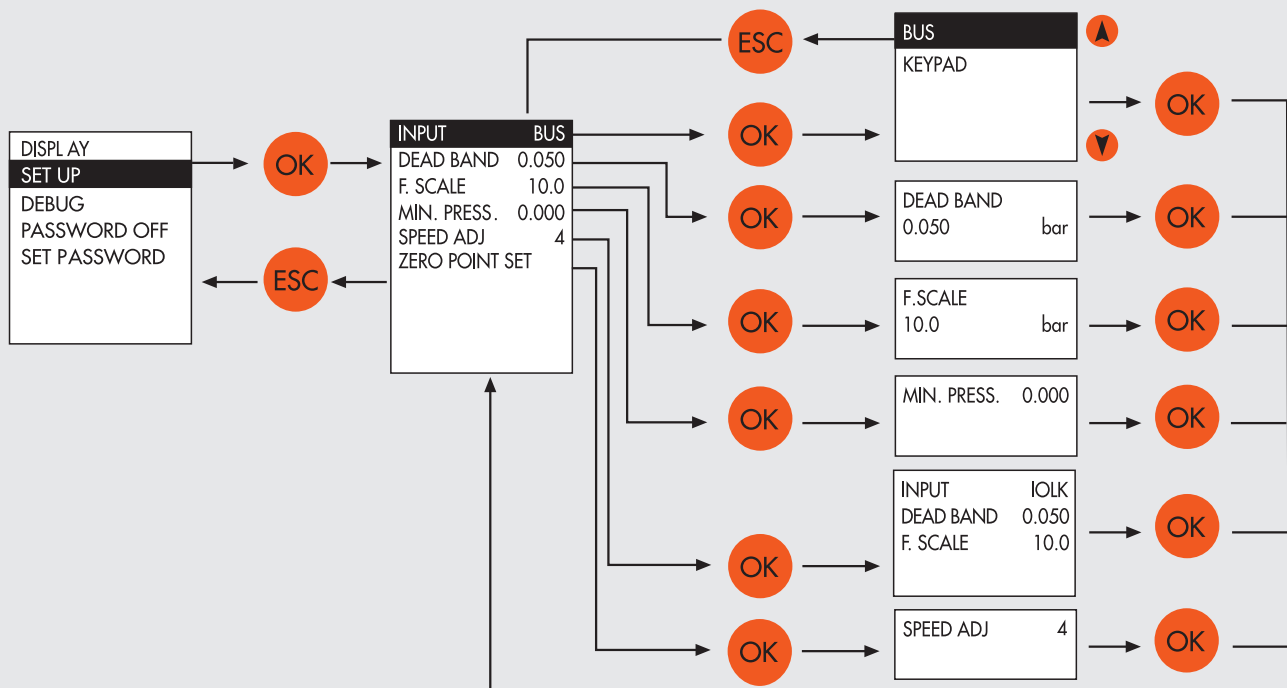 DISPLAY
SET UP
DEBUG
PASSWORD OFF
SET PASSWORD
OK
ESC
INPUT BUS
DEAD BAND 0.050
F. SCALE 10.0
MIN. PRESS. 0.000
SPEED ADJ 4
ZERO POINT SET
ESC
BUS
KEYPAD
OK
OK
OK
DEAD BAND
0.050 bar
OK
OK
F.SCALE
10.0 bar
OK
OK
MIN. PRESS. 0.000
OK
OK
INPUT IOLK
DEAD BAND 0.050
F. SCALE 10.0
OK
OK
SPEED ADJ 4
OK